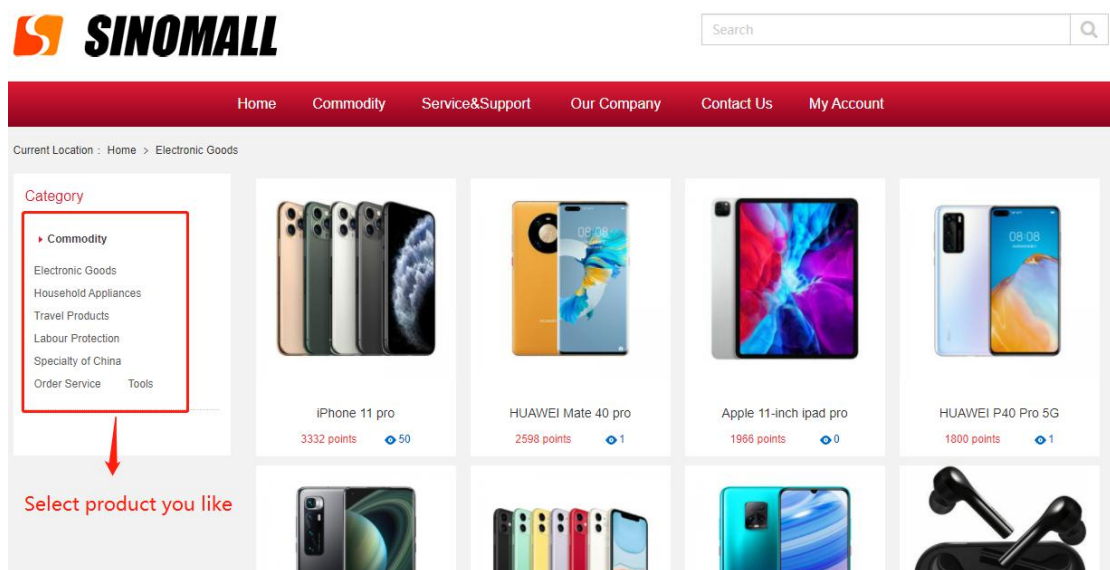 SINOMALL
Search
Home Commodity Service&Support Our Company Contact Us My Account
Current Location : Home > Electronic Goods
Category
Commodity
Electronic Goods
Household Appliances
Travel Products
Labour Protection
Specialty of China
Order Service Tools
Select product you like
08:08
08:08
iPhone 11 pro
3332 points 50
HUAWEI Mate 40 pro
2598 points 1
Apple 11-inch ipad pro
1966 points 0
HUAWEI P40 Pro 5G
1800 points 1